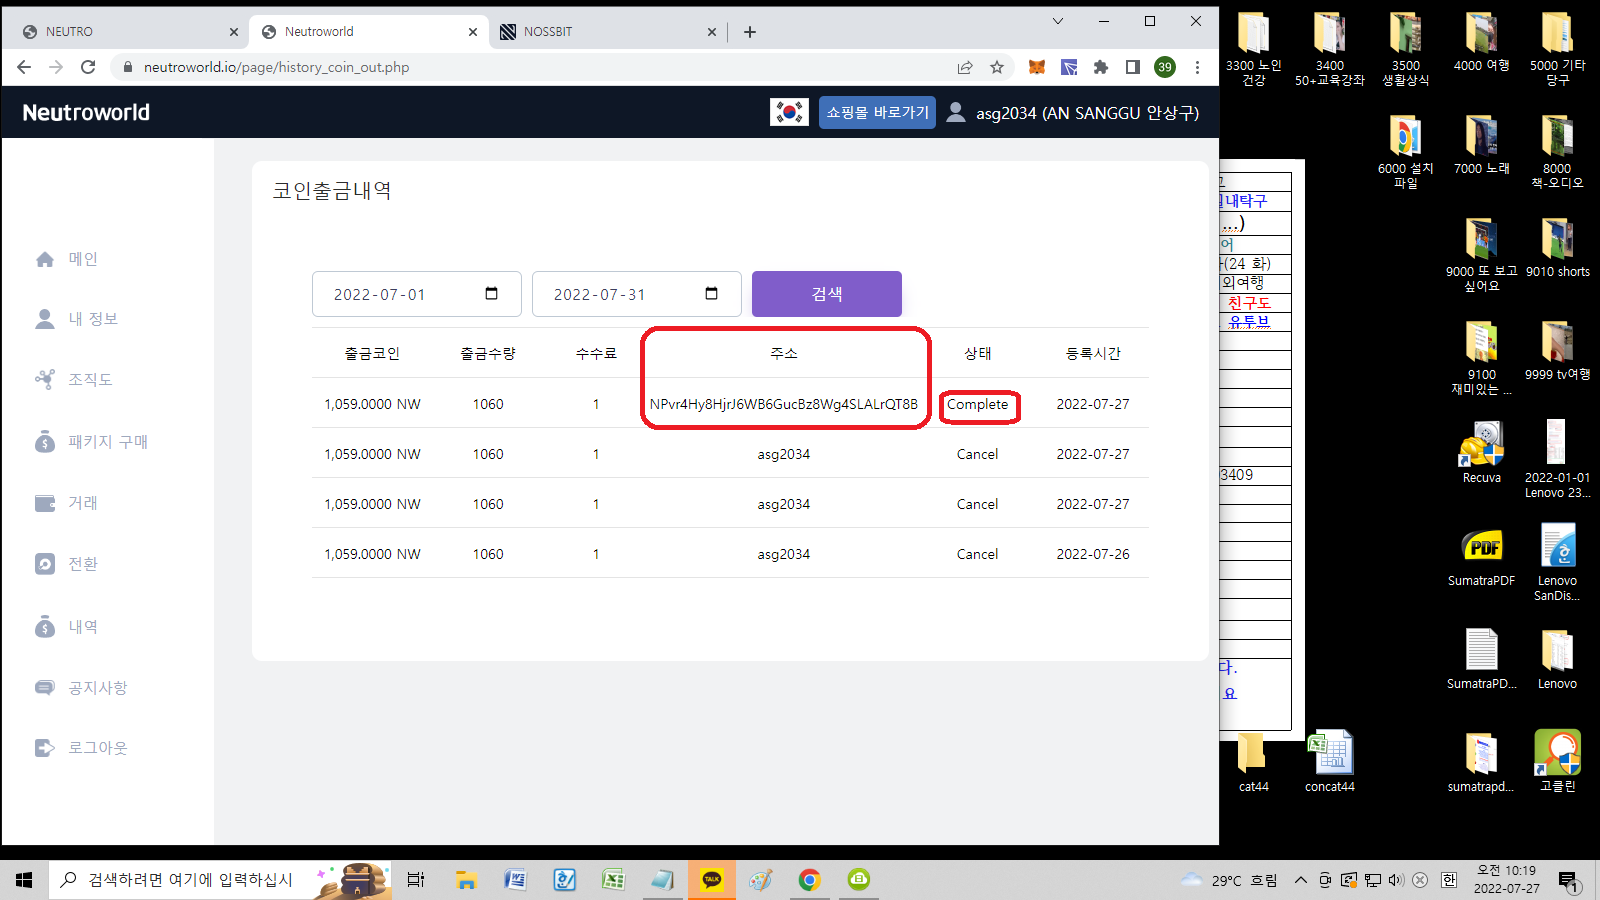 NEUTRO
Neutroworld
NOSSBIT
neutroworld.io/page/history_coin_out.php
39
Neutroworld
쇼핑몰 바로가기
asg2034 (AN SANGGU 안상구)
메인
내 정보
조직도
패키지 구매
거래
전환
내역
공지사항
로그아웃
코인출금내역
2022-07-01
2022-07-31
검색
출금코인 출금수량 수수료 주소 상태 등록시간
1,059.0000 NW 1060 1 NPvr4Hy8HjrJ6WB6GucBz8Wg4SLALrQT8B Complete 2022-07-27
1,059.0000 NW 1060 1 asg2034 Cancel 2022-07-27
1,059.0000 NW 1060 1 asg2034 Cancel 2022-07-27
1,059.0000 NW 1060 1 asg2034 Cancel 2022-07-26
내탁구
...)
어
(24 화)
외여행
친구도
유투브
3409
다.
요
3300 노인
건강
3400
50+교육강좌
3500
생활상식
4000 여행
5000 기타
당구
6000 설치
파일
7000 노래
8000
책-오디오
9000 또 보고
싶어요
9010 shorts
9100
재미있는 ...
9999 tv여행
Recuva
2022-01-01
Lenovo 23...
PDF
SumatraPDF
Lenovo
SanDis...
SumatraPD...
Lenovo
cat44
concat44
sumatrapd...
고클린
검색하려면 여기에 입력하십시
TALK
29°C 흐림
한
오전 10:19
2022-07-27
1